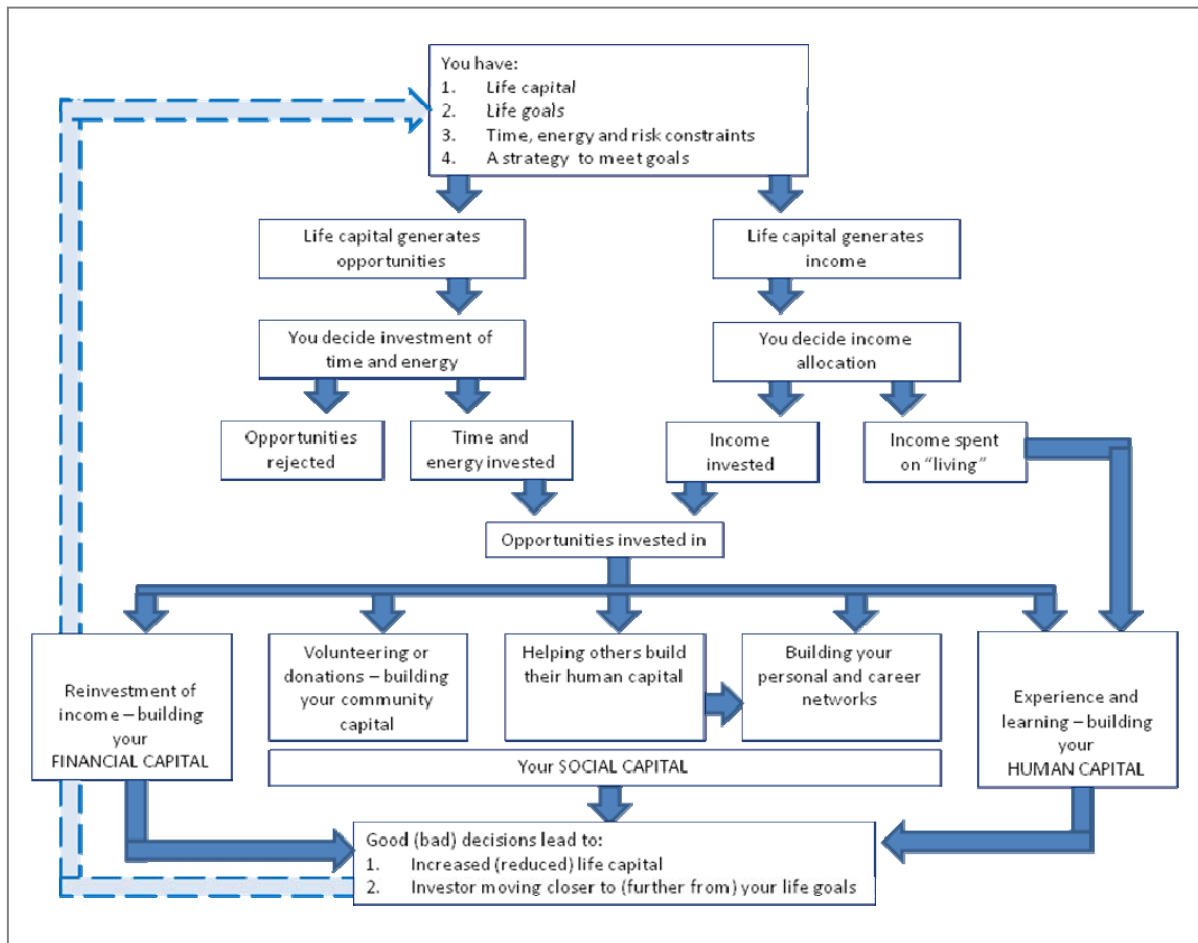 You have:
1. Life capital
2. Life goals
3. Time, energy and risk constraints
4. A strategy to meet goals
Life capital generates
opportunities
Life capital generates
income
You decide investment of
time and energy
You decide income
allocation
Opportunities
rejected
Time and
energy invested
Income
invested
Income spent
on “living”
Opportunities invested in
Reinvestment of
income – building
your
FINANCIAL CAPITAL
Volunteering or
donations – building
your community
capital
Helping others build
their human capital
Building your
personal and career
networks
Experience and
learning – building
your
HUMAN CAPITAL
Your SOCIAL CAPITAL
Good (bad) decisions lead to:
1. Increased (reduced) life capital
2. Investor moving closer to (further from) your life goals